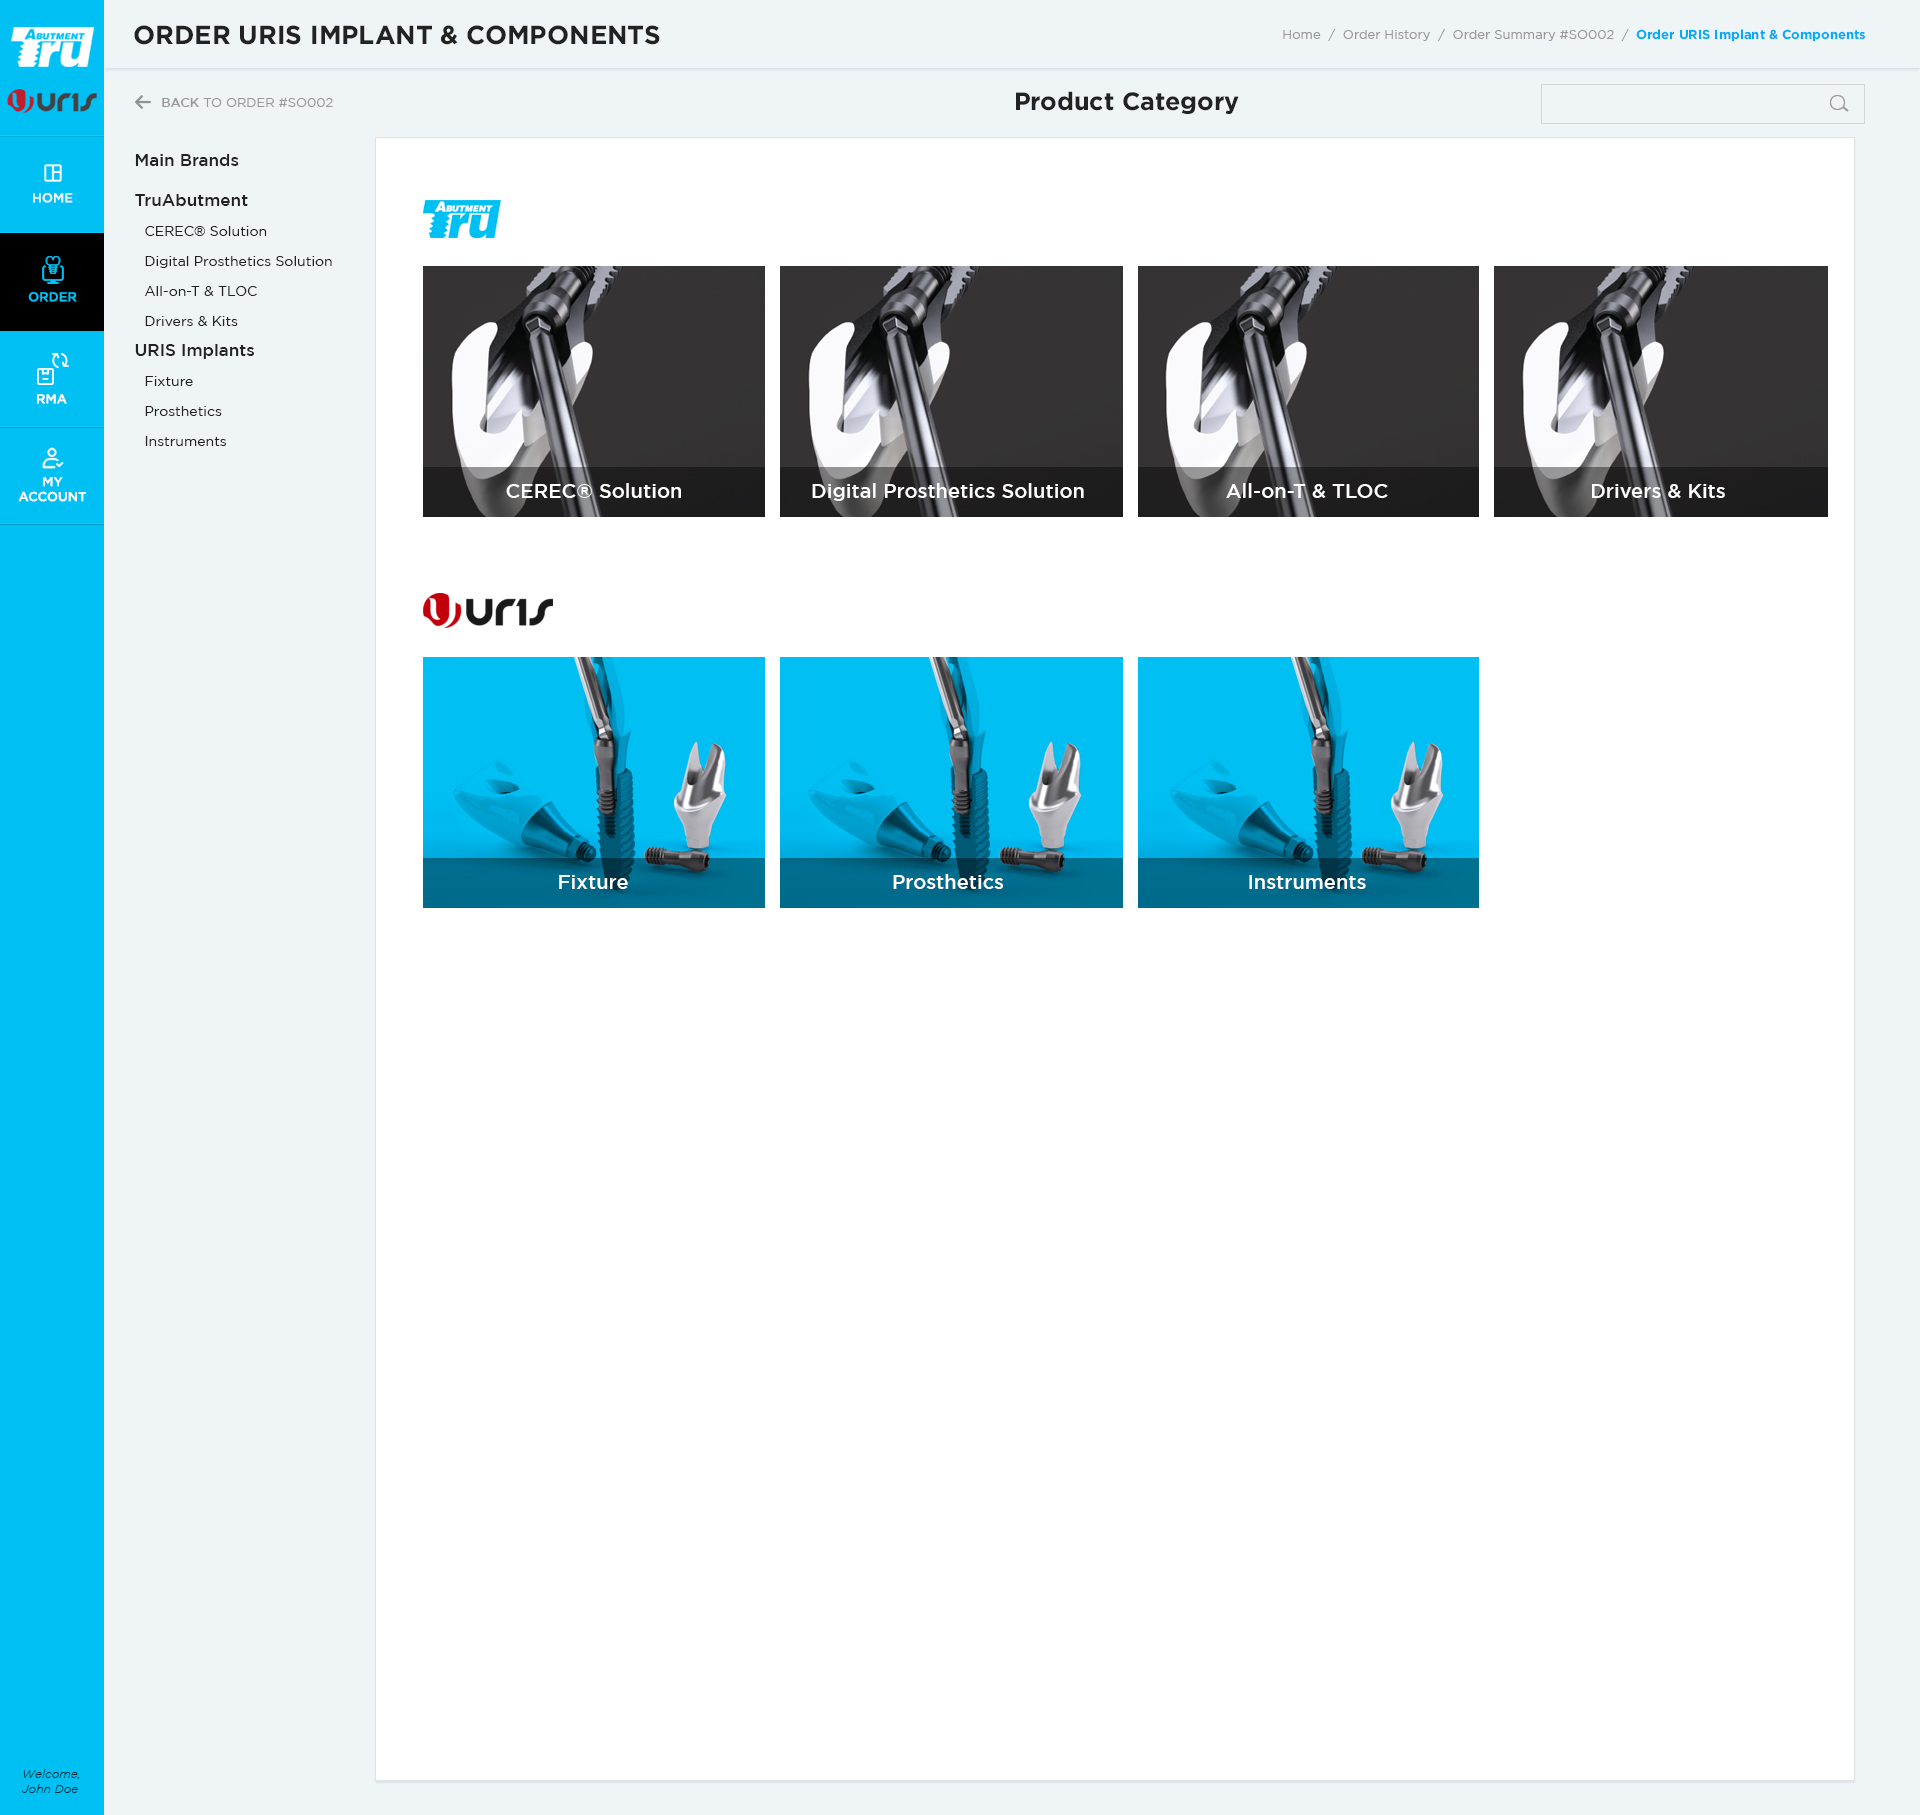 ABUTMENT
Tru
uris
HOME
ORDER
RMA
MY
ACCOUNT
Welcome,
John Doe
ORDER URIS IMPLANT & COMPONENTS
Home / Order History / Order Summary #SO002 / Order URIS Implant & Components
BACK TO ORDER #SO002
Product Category
Main Brands
TruAbutment
CEREC® Solution
Digital Prosthetics Solution
All-on-T & TLOC
Drivers & Kits
URIS Implants
Fixture
Prosthetics
Instruments
ABUTMENT
Tru
CEREC® Solution
Digital Prosthetics Solution
All-on-T & TLOC
Drivers & Kits
uris
Fixture
Prosthetics
Instruments